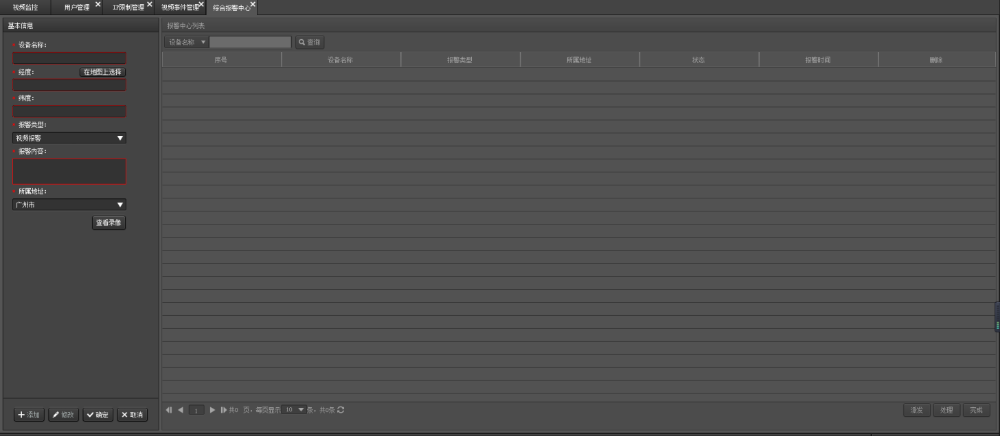 视频监控 用户管理 IP限制管理 视频事件管理 综合报警中心
基本信息
* 设备名称:
* 经度: 在地图上选择
* 纬度:
* 报警类型:
视频报警
* 报警内容:
* 所属地址:
广州市
查看录像
添加 修改 确定 取消
报警中心列表
设备名称 查询
序号 设备名称 报警类型 所属地址 状态 报警时间 删除
1 共0 页，每页显示 10 条，共0条
派发 处理 完成